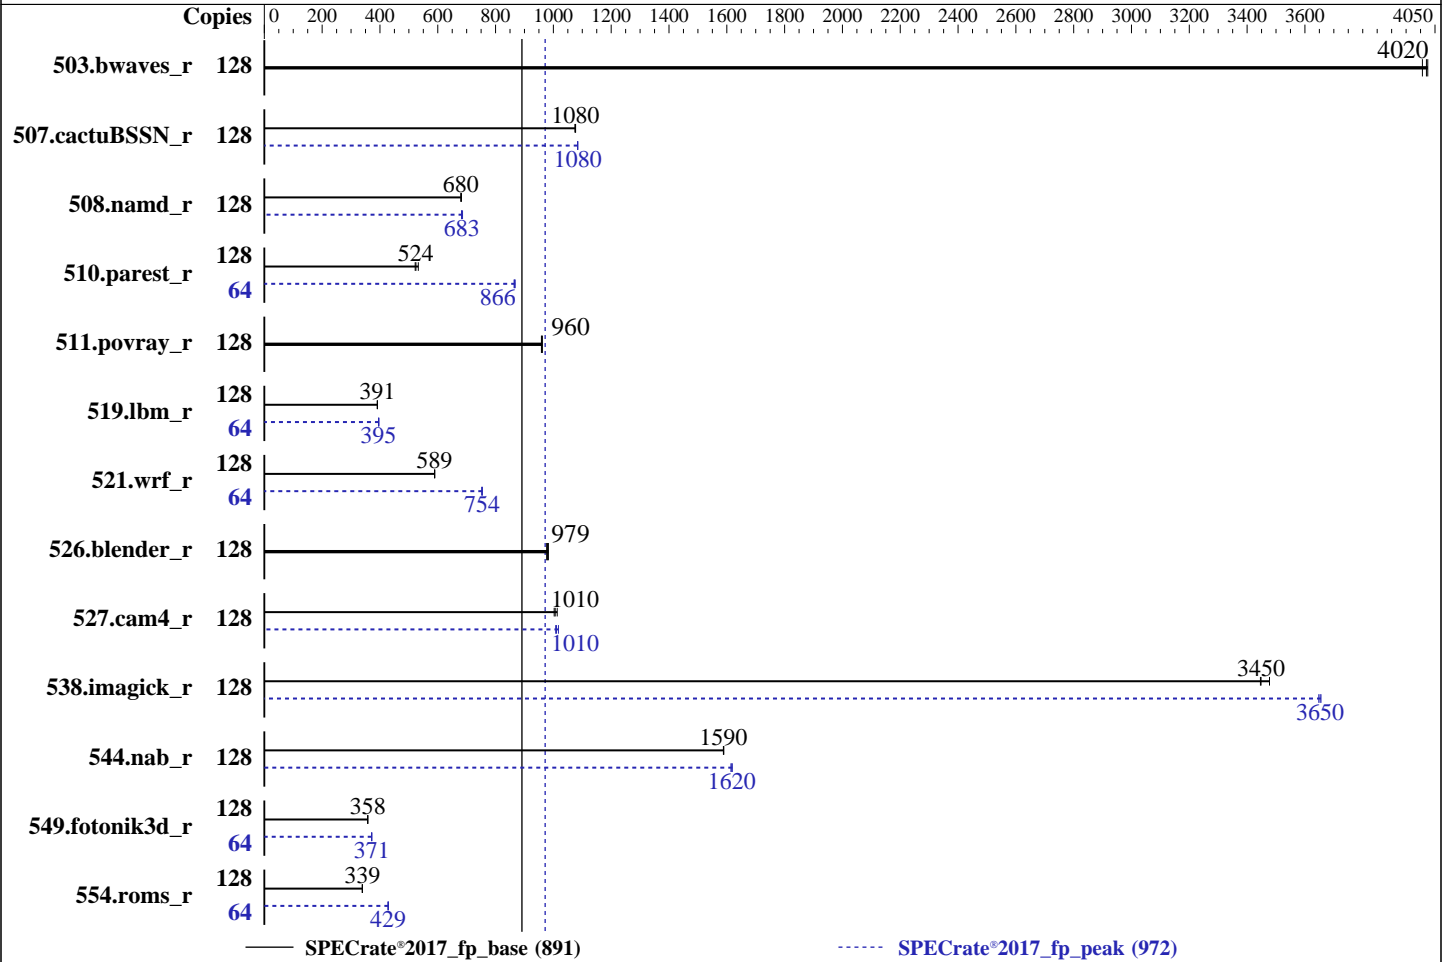 Copies 0 200 400 600 800 1000 1200 1400 1600 1800 2000 2200 2400 2600 2800 3000 3200 3400 3600 4050
503.bwaves_r 128 4020
507.cactuBSSN_r 128 1080
1080
508.namd_r 128 680
683
510.parest_r 128 524
64 866
511.povray_r 128 960
519.lbm_r 128 391
64 395
521.wrf_r 128 589
64 754
526.blender_r 128 979
527.cam4_r 128 1010
1010
538.imagick_r 128 3450
3650
544.nab_r 128 1590
1620
549.fotonik3d_r 128 358
64 371
554.roms_r 128 339
64 429
SPECrate®2017_fp_base (891) SPECrate®2017_fp_peak (972)